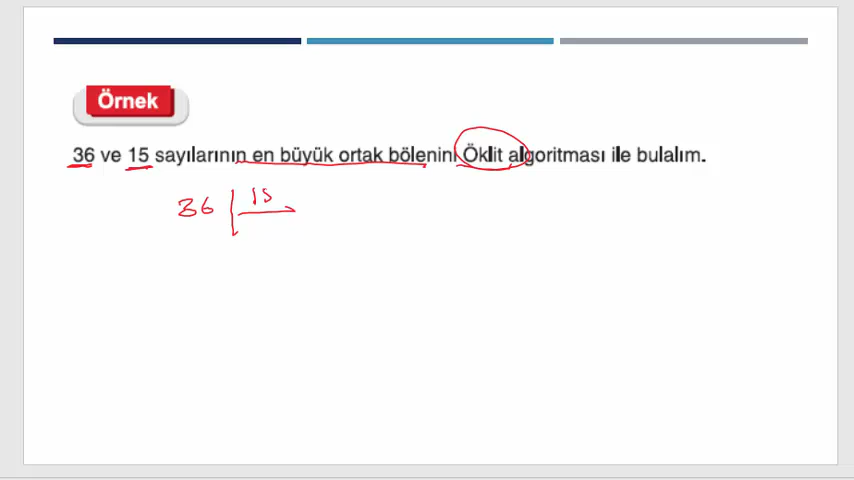 Örnek
36 ve 15 sayılarının en büyük ortak bölenini Öklit algoritması ile bulalım.
36 15